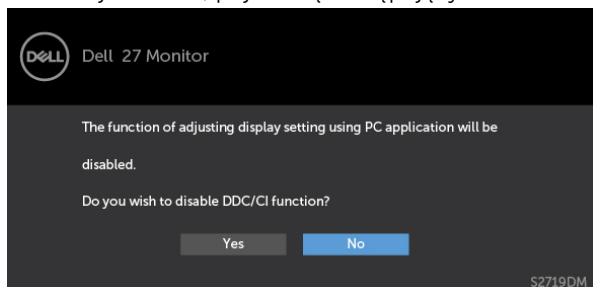 DELL
Dell 27 Monitor
The function of adjusting display setting using PC application will be
disabled.
Do you wish to disable DDC/CI function?
Yes No
S2719DM